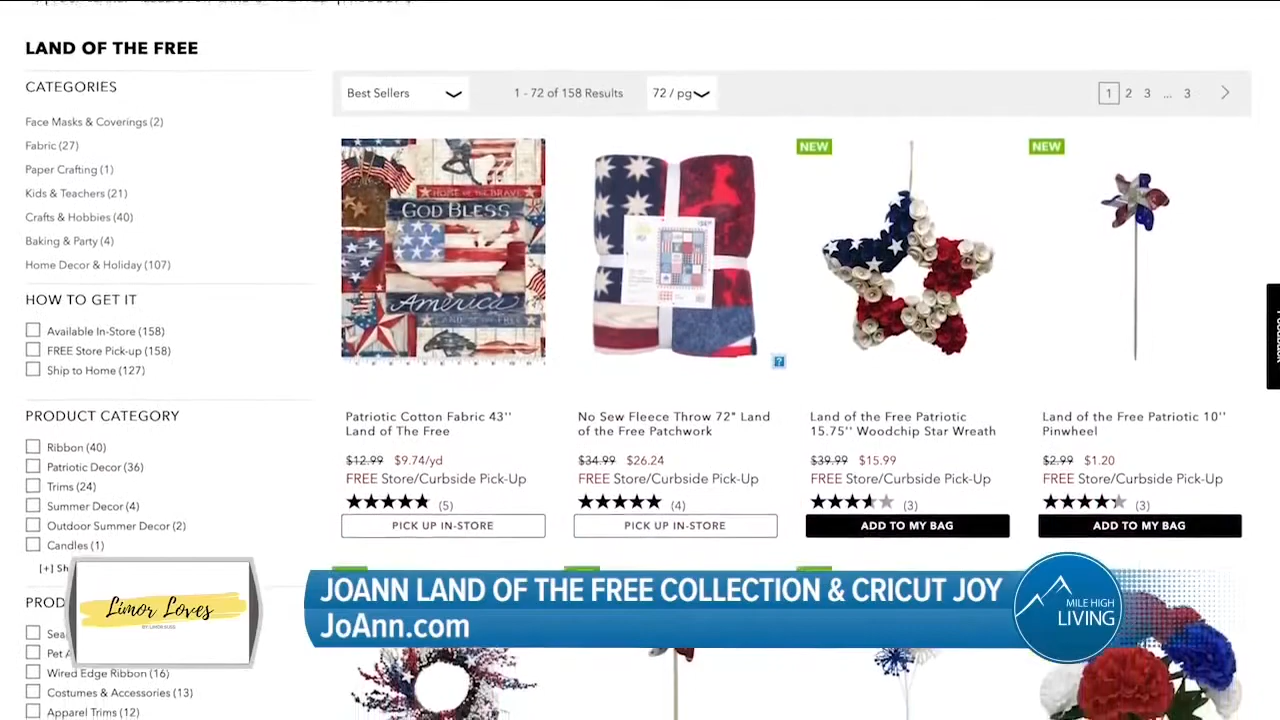 LAND OF THE FREE
CATEGORIES
Face Masks & Coverings (2)
Fabric (27)
Paper Crafting (1)
Kids & Teachers (21)
Crafts & Hobbies (40)
Baking & Party (4)
Home Decor & Holiday (107)
HOW TO GET IT
Available In-Store (158)
FREE Store Pick-up (158)
Ship to Home (127)
PRODUCT CATEGORY
Ribbon (40)
Patriotic Decor (36)
Trims (24)
Summer Decor (4)
Outdoor Summer Decor (2)
Candles (1)
[+] Sh
PROD
Sea
Pet A
Wired Edge Ribbon (16)
Costumes & Accessories (13)
Apparel Trims (12)
Best Sellers
1 - 72 of 158 Results
72 / pg
1 2 3 ... 3 >
HOME OF THE BRAVE
GOD BLESS
America
LAND OF THE FREE
Patriotic Cotton Fabric 43''
Land of The Free
$12.99 $9.74/yd
FREE Store/Curbside Pick-Up
(5)
PICK UP IN-STORE
?
No Sew Fleece Throw 72" Land
of the Free Patchwork
$34.99 $26.24
FREE Store/Curbside Pick-Up
(4)
PICK UP IN-STORE
NEW
Land of the Free Patriotic
15.75'' Woodchip Star Wreath
$39.99 $15.99
FREE Store/Curbside Pick-Up
(3)
ADD TO MY BAG
NEW
Land of the Free Patriotic 10''
Pinwheel
$2.99 $1.20
FREE Store/Curbside Pick-Up
(3)
ADD TO MY BAG
Limor Loves
JOANN LAND OF THE FREE COLLECTION & CRICUT JOY
JoAnn.com
MILE HIGH
LIVING